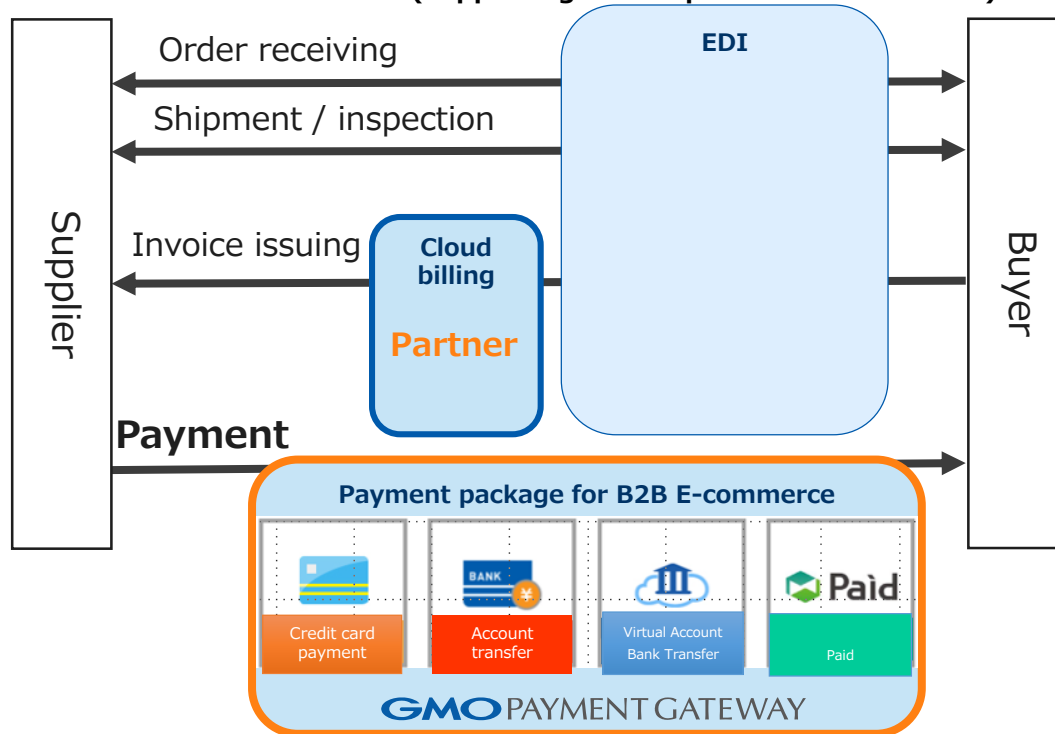 EDI
Order receiving
Shipment / inspection
Supplier
Buyer
Invoice issuing
Cloud
billing
Partner
Payment
Payment package for B2B E-commerce
BANK
¥
Paid
Credit card
payment
Account
transfer
Virtual Account
Bank Transfer
Paid
GMO PAYMENT GATEWAY